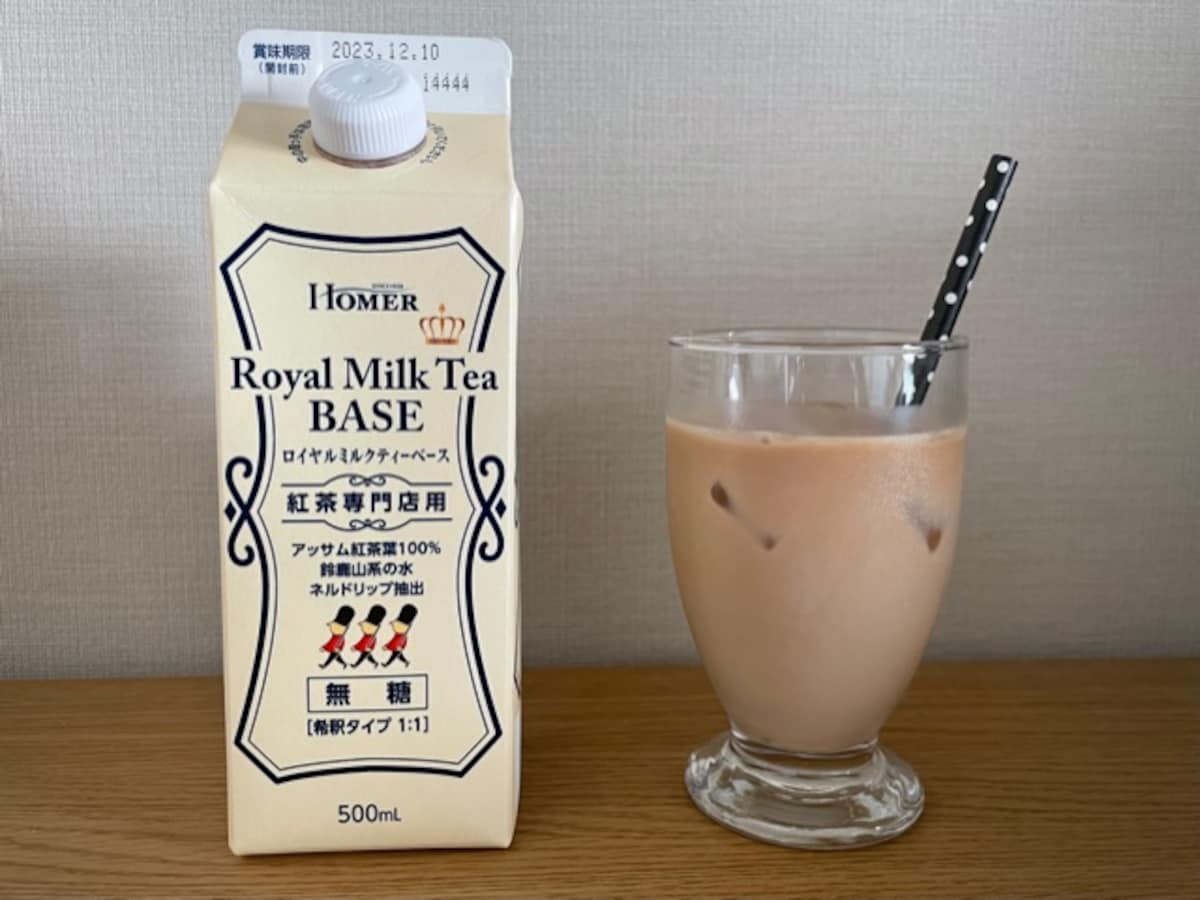 賞味期限 2023.12.10
(開封前) 14444
HOMER
Royal Milk Tea
BASE
ロイヤルミルクティーベース
紅茶専門店用
アッサム紅茶葉100%
鈴鹿山系の水
ネルドリップ抽出
無 糖
[希釈タイプ 1:1]
500mL